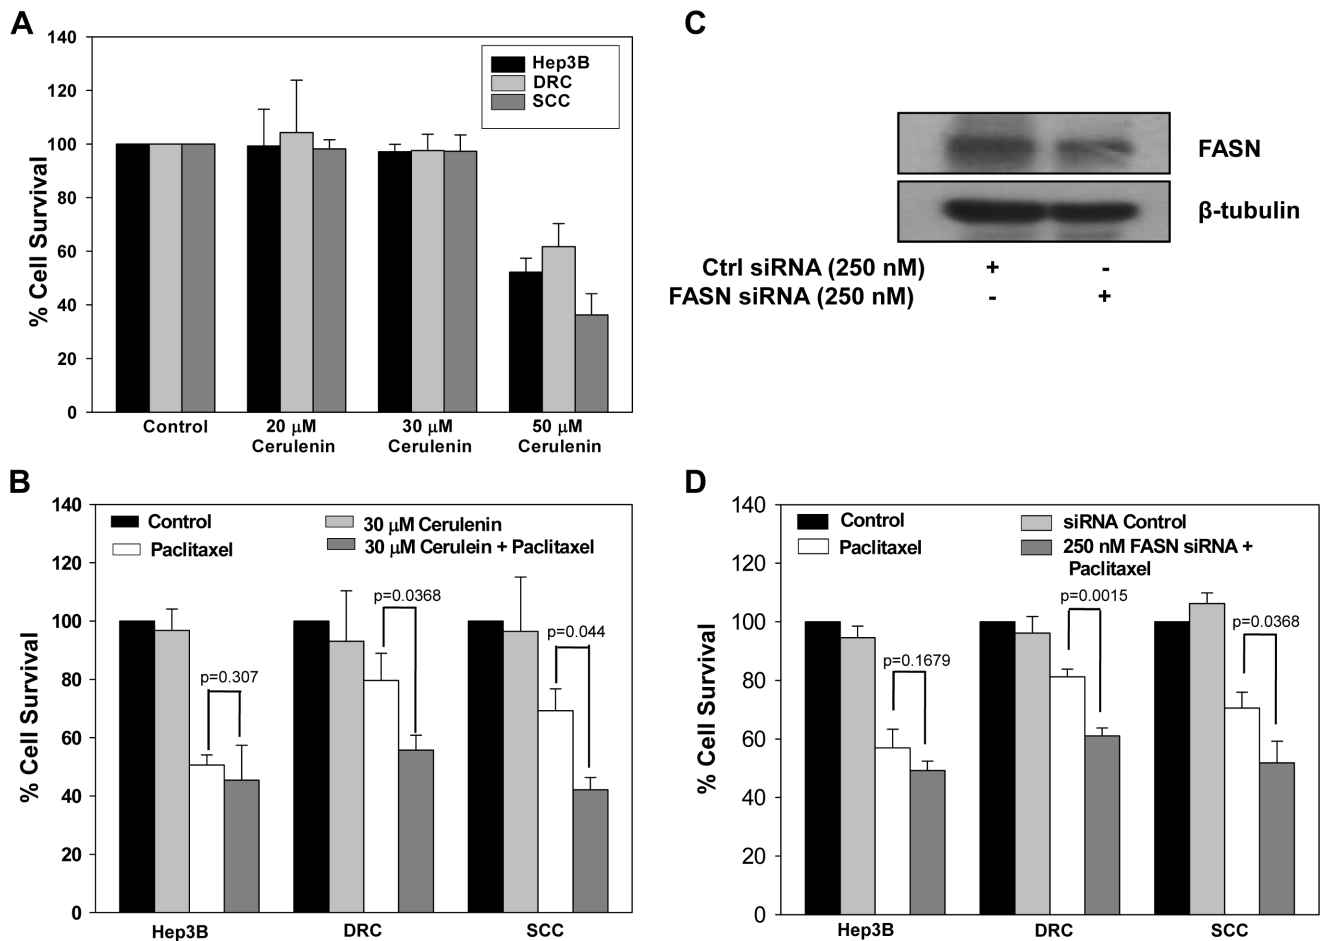 A
140
120
100
80
60
40
20
0
% Cell Survival
Hep3B
DRC
SCC
Control
20 μM
Cerulenin
30 μM
Cerulenin
50 μM
Cerulenin
C
FASN
β-tubulin
Ctrl siRNA (250 nM) + -
FASN siRNA (250 nM) - +
B
140
120
100
80
60
40
20
0
% Cell Survival
Control
Paclitaxel
30 μM Cerulenin
30 μM Cerulein + Paclitaxel
p=0.307
p=0.0368
p=0.044
Hep3B
DRC
SCC
D
140
120
100
80
60
40
20
0
% Cell Survival
Control
Paclitaxel
siRNA Control
250 nM FASN siRNA +
Paclitaxel
p=0.1679
p=0.0015
p=0.0368
Hep3B
DRC
SCC